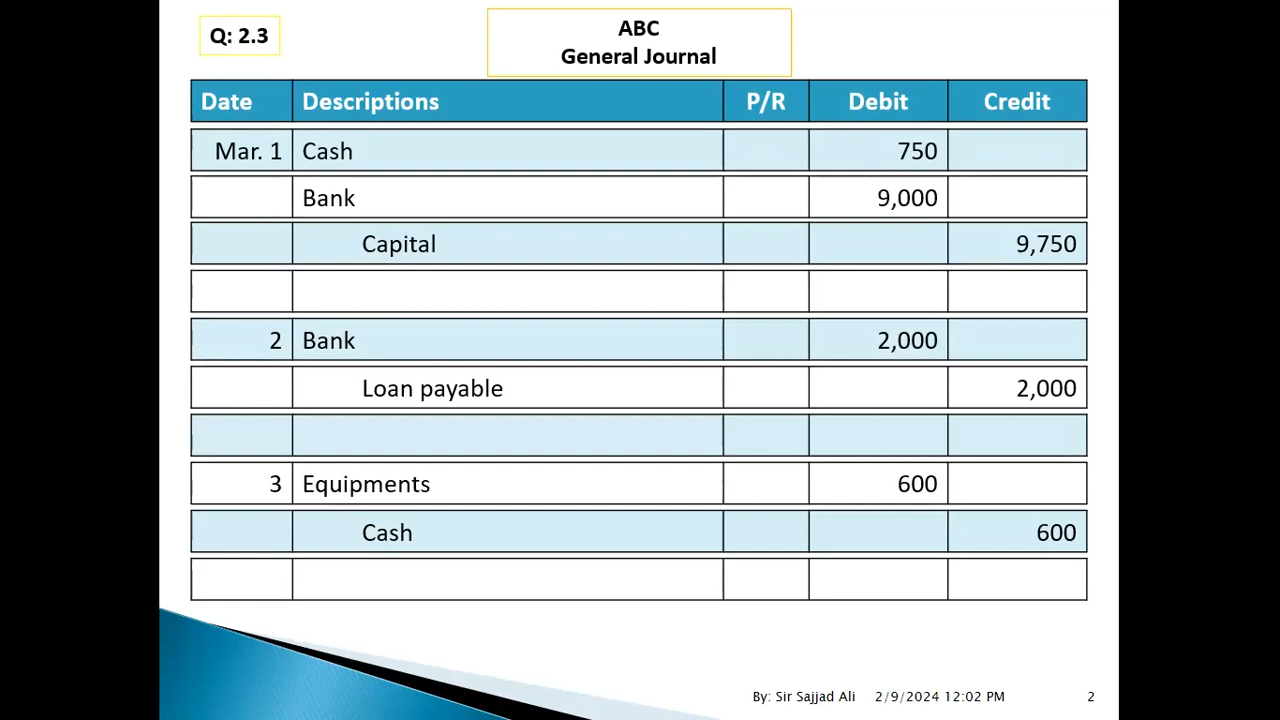 Q: 2.3
ABC
General Journal
Date Descriptions P/R Debit Credit
Mar. 1 Cash 750
Bank 9,000
Capital 9,750
2 Bank 2,000
Loan payable 2,000
3 Equipments 600
Cash 600
By: Sir Sajjad Ali 2/9/2024 12:02 PM 2